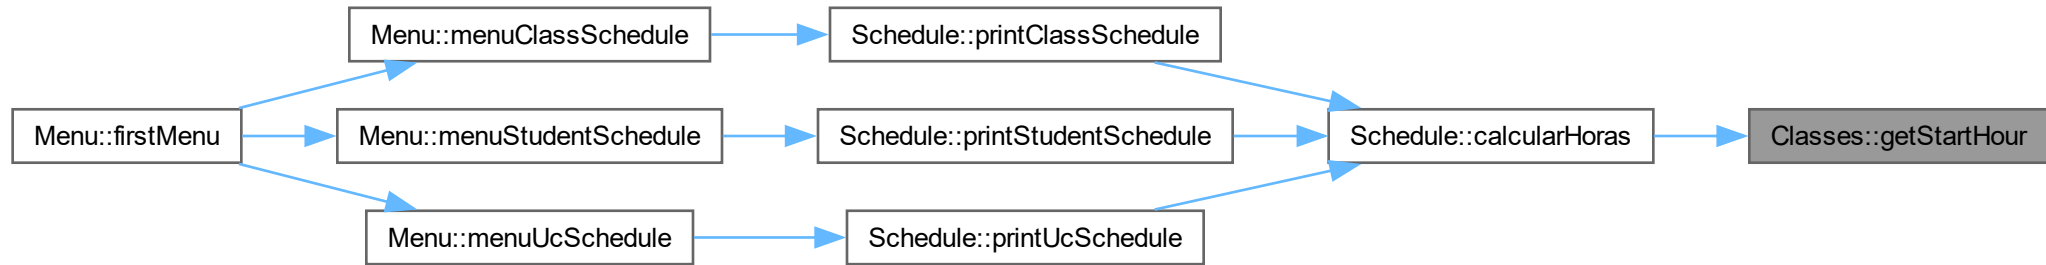 Menu::menuClassSchedule
Schedule::printClassSchedule
Menu::firstMenu
Menu::menuStudentSchedule
Schedule::printStudentSchedule
Schedule::calcularHoras
Classes::getStartHour
Menu::menuUcSchedule
Schedule::printUcSchedule